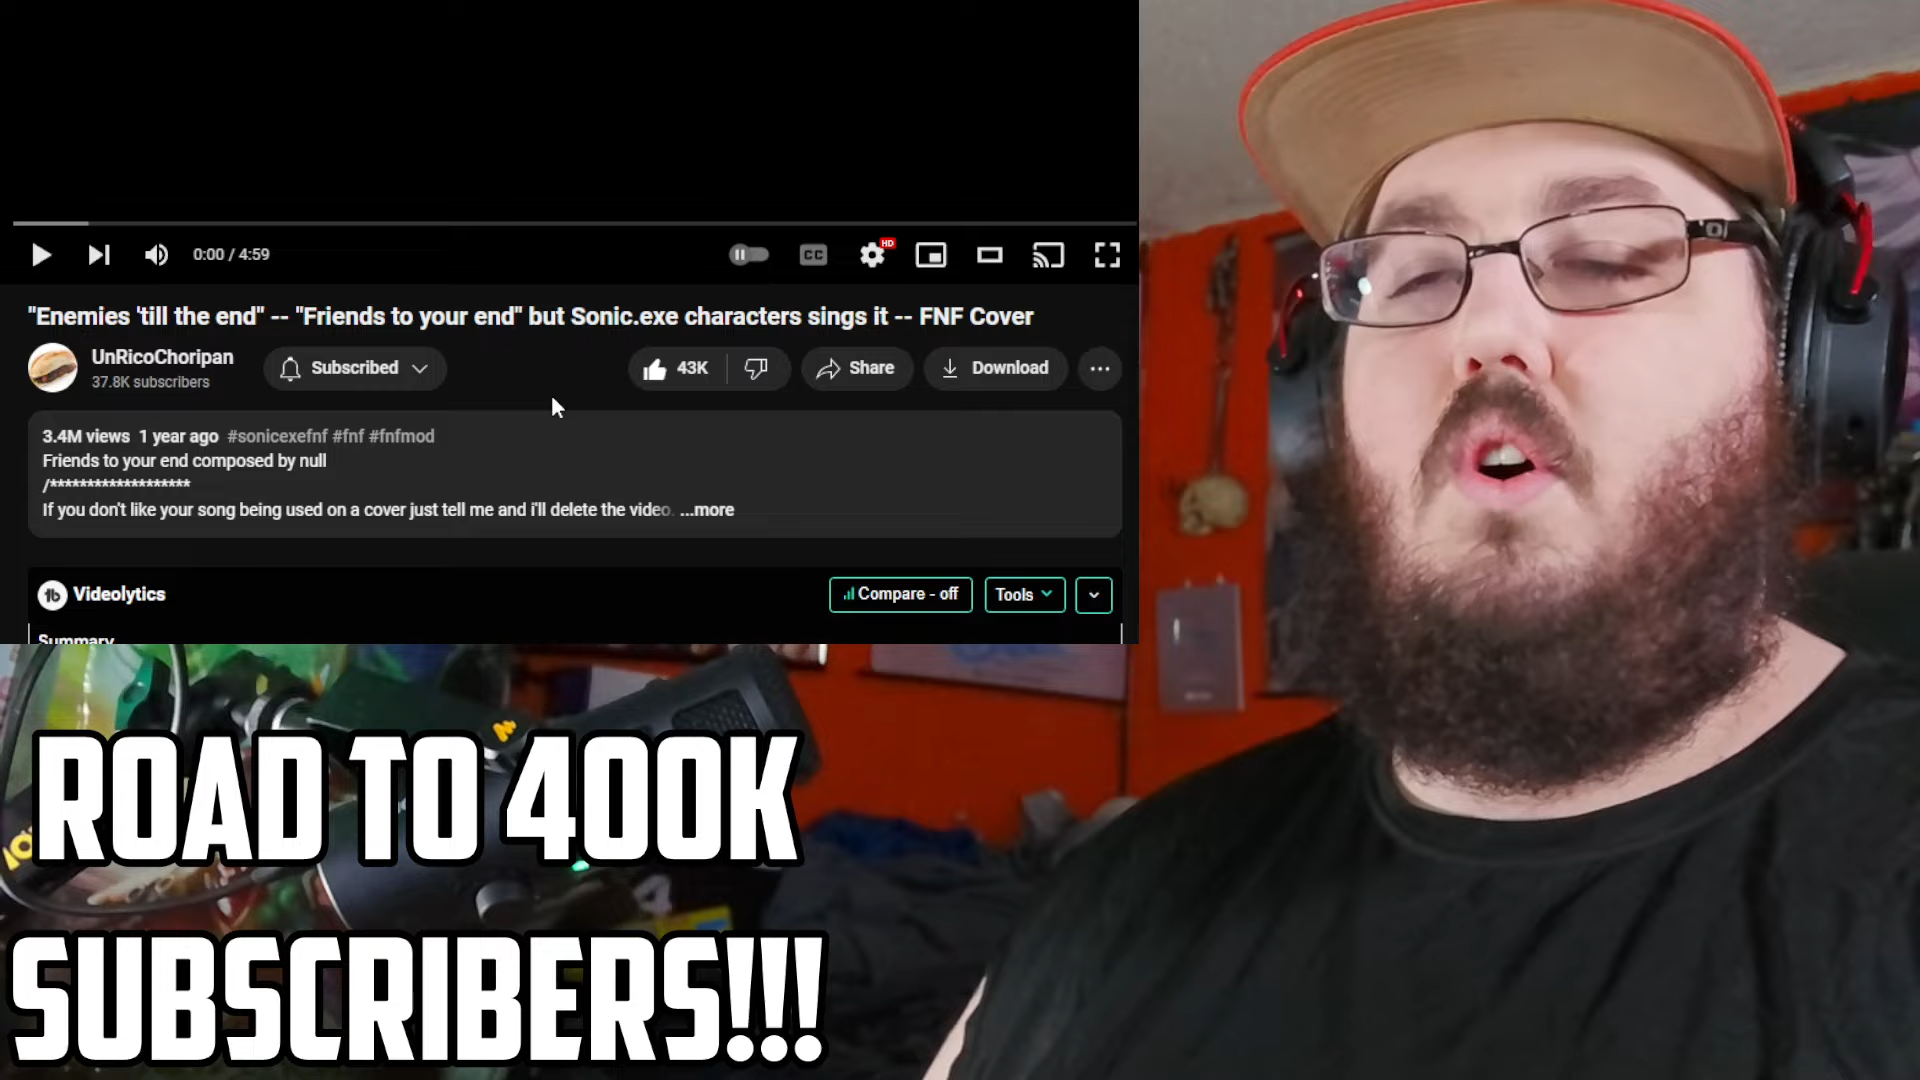 0:00 / 4:59
CC
HD
"Enemies 'till the end" -- "Friends to your end" but Sonic.exe characters sings it -- FNF Cover
UnRicoChoripan
37.8K subscribers
Subscribed
43K
Share
Download
3.4M views 1 year ago #sonicexefnf #fnf #fnfmod
Friends to your end composed by null
/********************
If you don't like your song being used on a cover just tell me and i'll delete the video. ...more
Videolytics
Compare - off
Tools
Summary
ROAD TO 400K
SUBSCRIBERS!!!